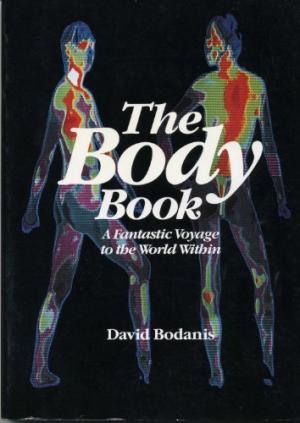 The
Body
Book
A Fantastic Voyage
to the World Within
David Bodanis